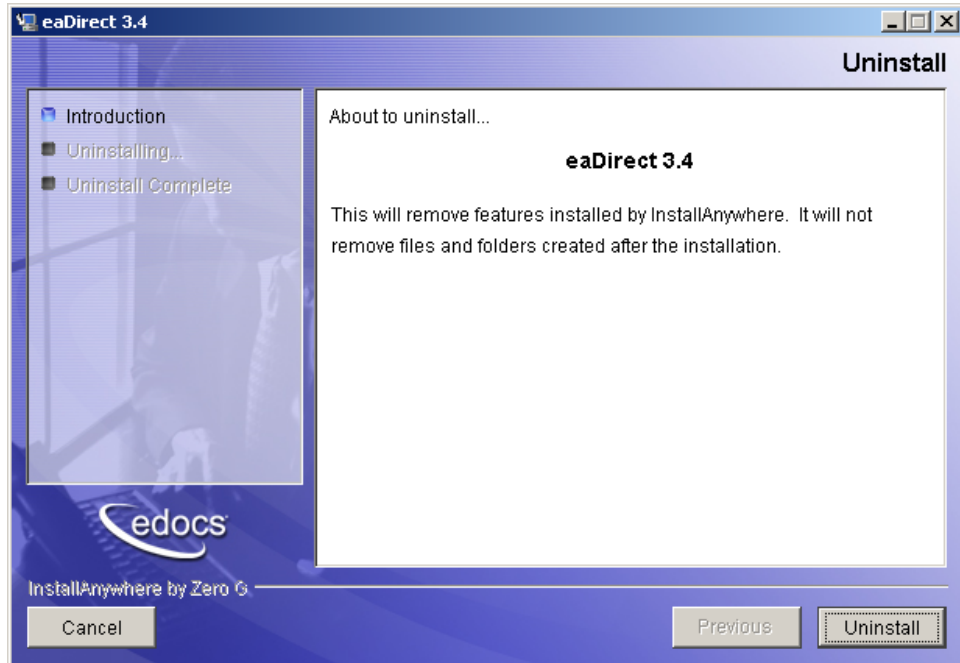 eaDirect 3.4
Uninstall
Introduction
Uninstalling...
Uninstall Complete
About to uninstall...
eaDirect 3.4
This will remove features installed by InstallAnywhere. It will not
remove files and folders created after the installation.
edocs
InstallAnywhere by Zero G
Cancel
Previous
Uninstall